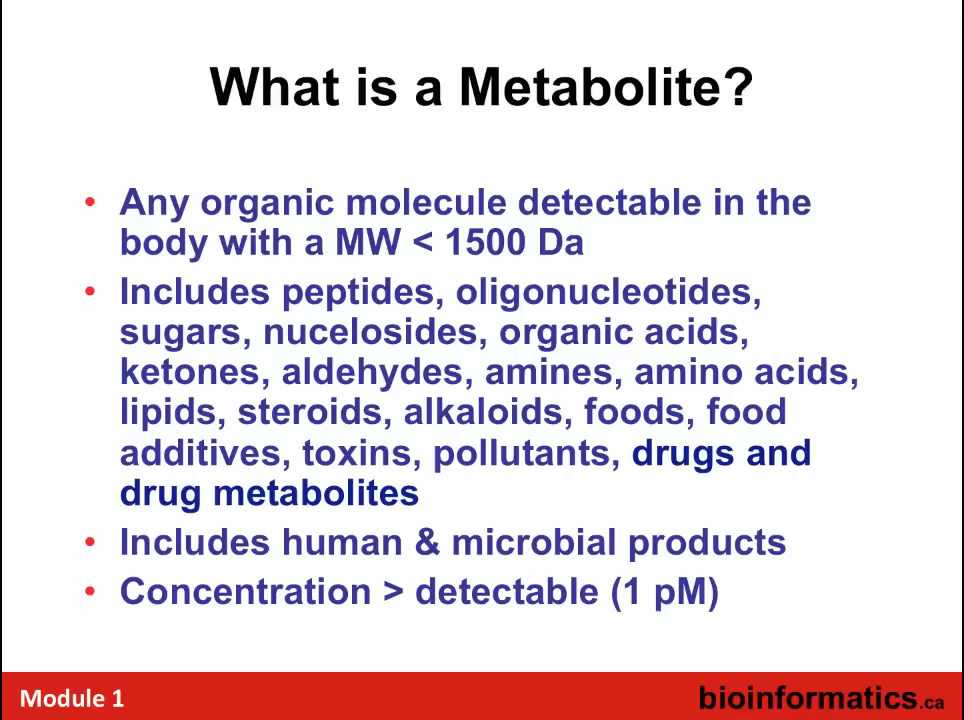 What is a Metabolite?
• Any organic molecule detectable in the
body with a MW < 1500 Da
• Includes peptides, oligonucleotides,
sugars, nucelosides, organic acids,
ketones, aldehydes, amines, amino acids,
lipids, steroids, alkaloids, foods, food
additives, toxins, pollutants, drugs and
drug metabolites
• Includes human & microbial products
• Concentration > detectable (1 pM)
Module 1
bioinformatics.ca